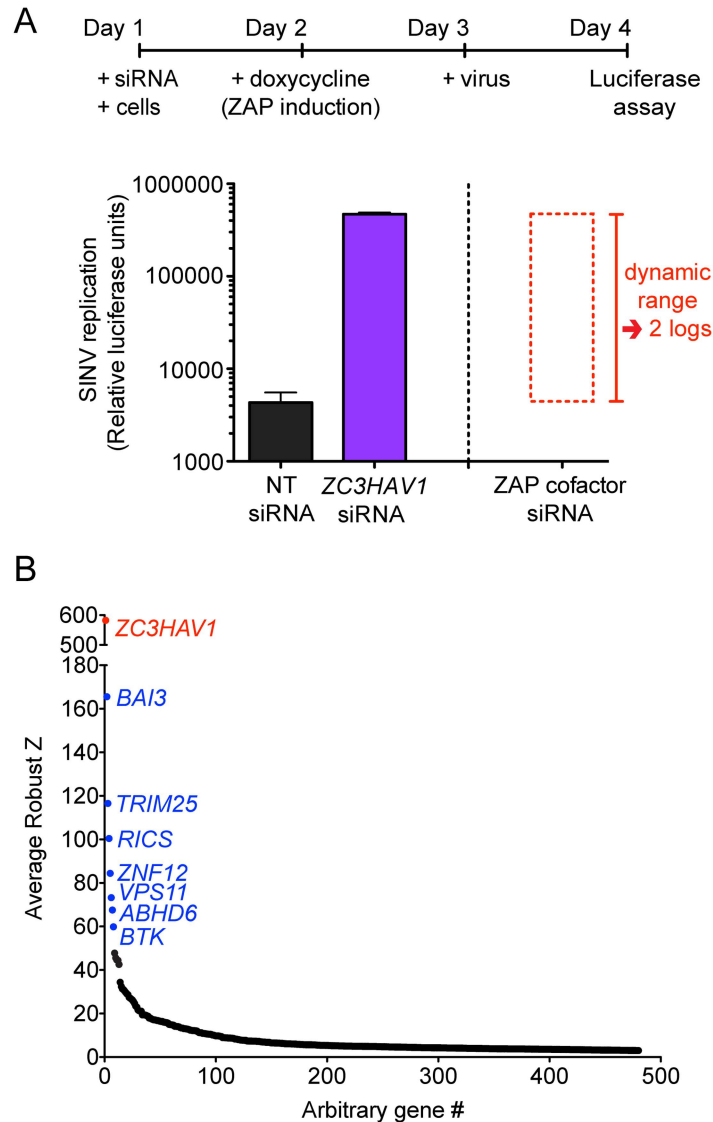 A
Day 1 Day 2 Day 3 Day 4
+ siRNA + doxycycline + virus Luciferase
+ cells (ZAP induction) assay
SINV replication
(Relative luciferase units)
1000000
100000
10000
1000
dynamic
range
➔ 2 logs
NT ZC3HAV1 ZAP cofactor
siRNA siRNA siRNA
B
Average Robust Z
600
500
180
160
140
120
100
80
60
40
20
0
ZC3HAV1
BAI3
TRIM25
RICS
ZNF12
VPS11
ABHD6
BTK
0 100 200 300 400 500
Arbitrary gene #